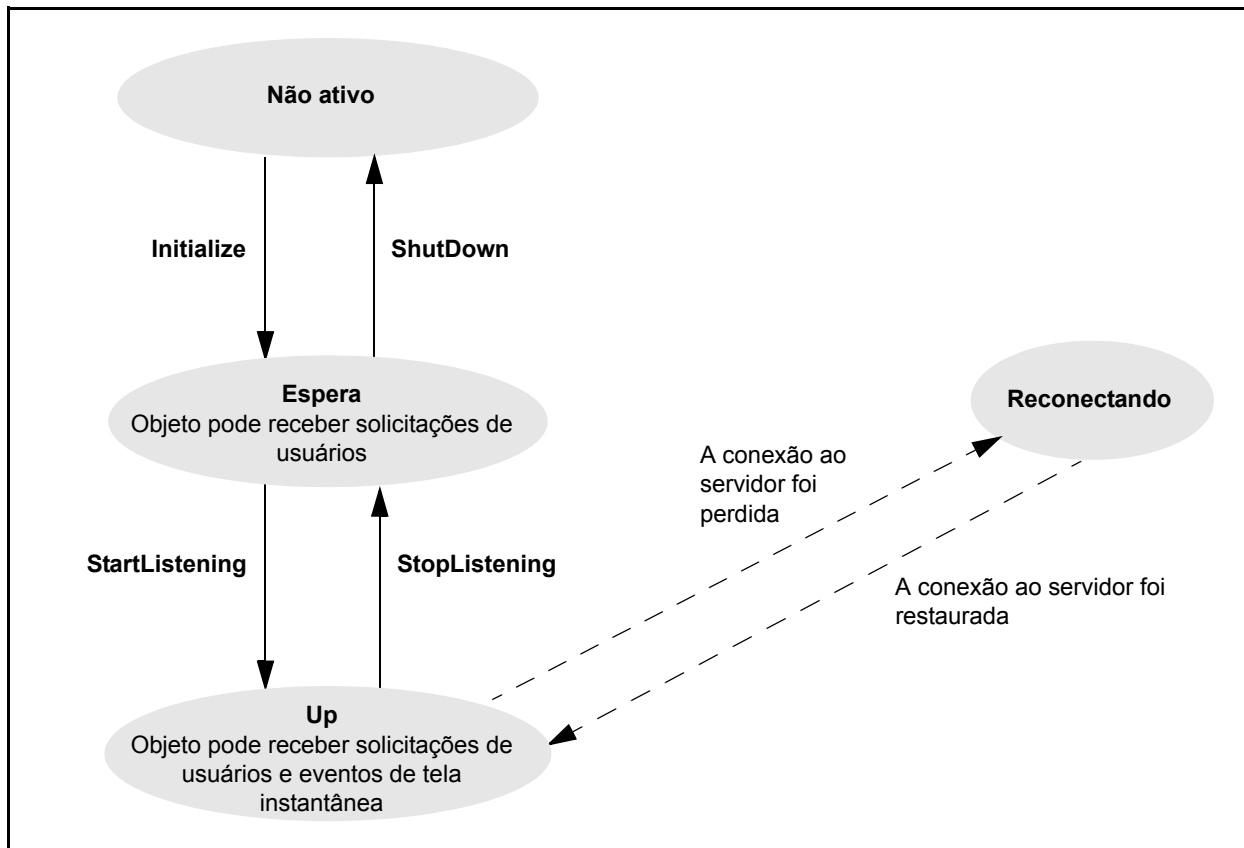 Não ativo
Initialize
ShutDown
Espera
Objeto pode receber solicitações de
usuários
Reconectando
A conexão ao
servidor foi
perdida
StartListening
StopListening
A conexão ao servidor foi
restaurada
Up
Objeto pode receber solicitações de
usuários e eventos de tela
instantânea